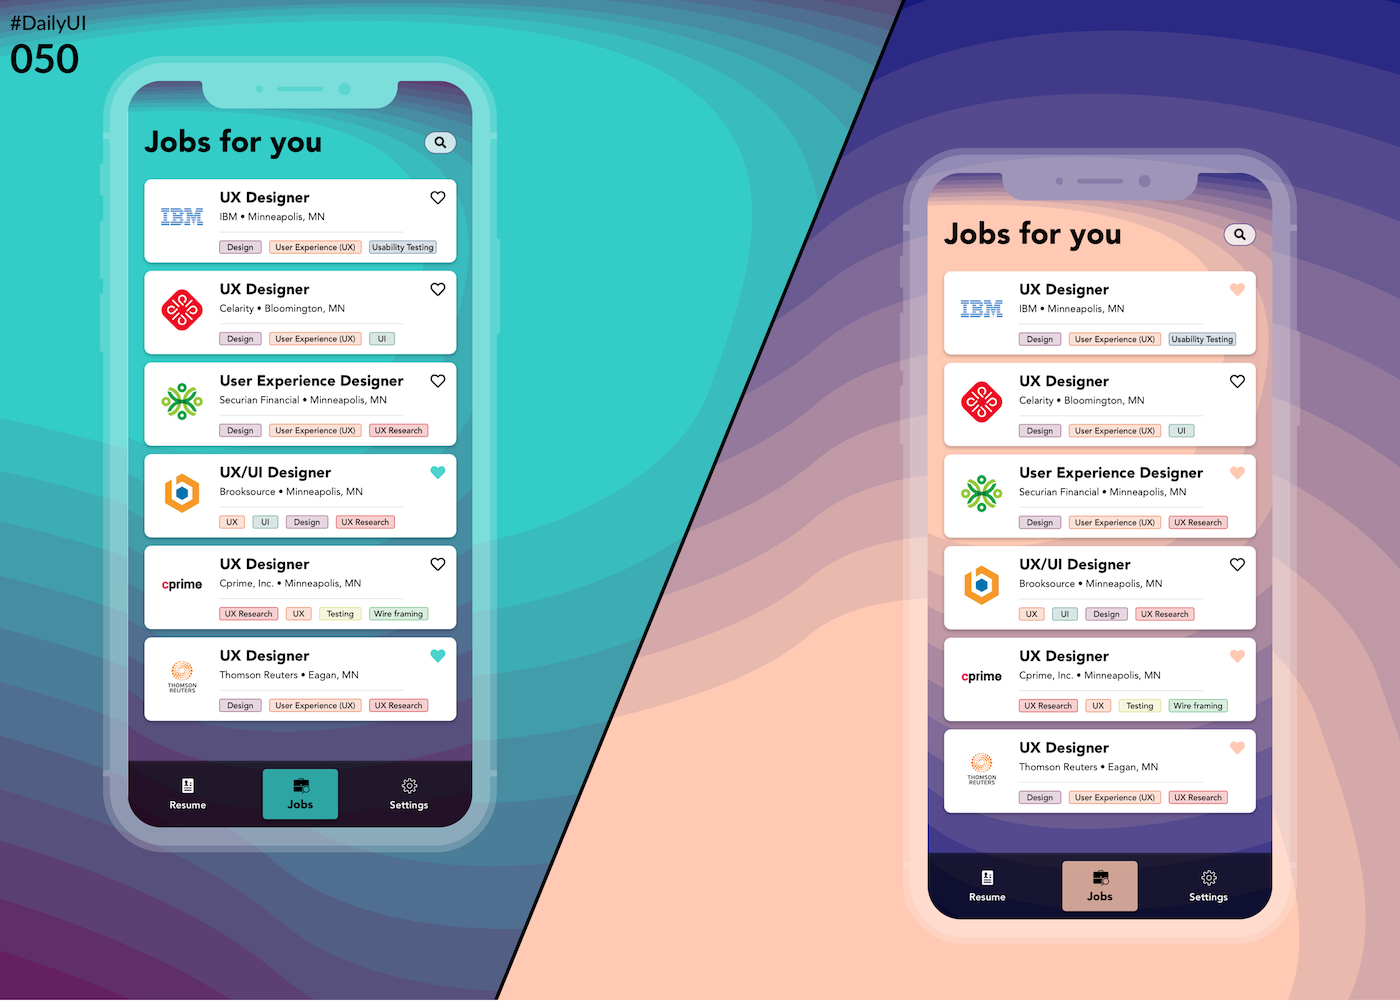 #DailyUI
050
Jobs for you
IBM
UX Designer
IBM • Minneapolis, MN
Design User Experience (UX) Usability Testing
UX Designer
Celarity • Bloomington, MN
Design User Experience (UX) UI
User Experience Designer
Securian Financial • Minneapolis, MN
Design User Experience (UX) UX Research
UX/UI Designer
Brooksource • Minneapolis, MN
UX UI Design UX Research
cprime
UX Designer
Cprime, Inc. • Minneapolis, MN
UX Research UX Testing Wire framing
THOMSON
REUTERS
UX Designer
Thomson Reuters • Eagan, MN
Design User Experience (UX) UX Research
Resume Jobs Settings
Jobs for you
IBM
UX Designer
IBM • Minneapolis, MN
Design User Experience (UX) Usability Testing
UX Designer
Celarity • Bloomington, MN
Design User Experience (UX) UI
User Experience Designer
Securian Financial • Minneapolis, MN
Design User Experience (UX) UX Research
UX/UI Designer
Brooksource • Minneapolis, MN
UX UI Design UX Research
cprime
UX Designer
Cprime, Inc. • Minneapolis, MN
UX Research UX Testing Wire framing
THOMSON
REUTERS
UX Designer
Thomson Reuters • Eagan, MN
Design User Experience (UX) UX Research
Resume Jobs Settings